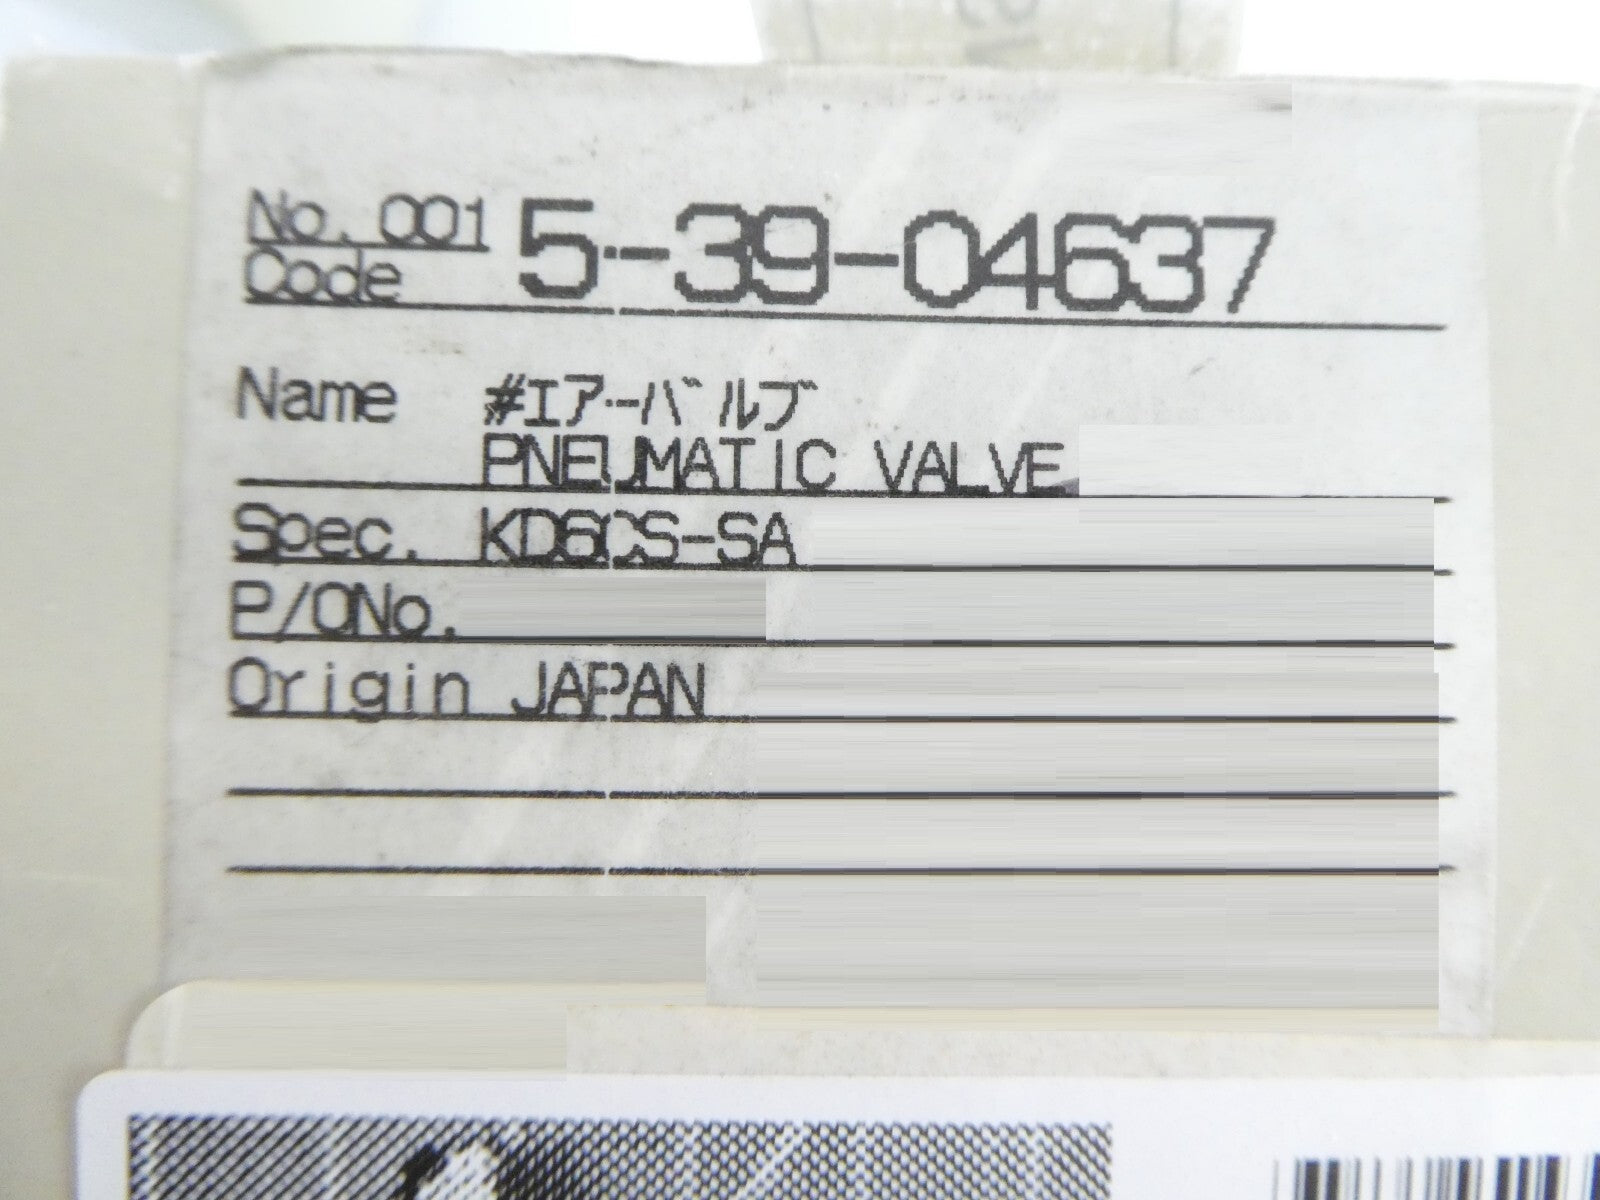 No. 001 5-39-04637
Code
Name #エアーバルブ
PNEUMATIC VALVE
Spec. KD6CS-SA
P/ONo.
Origin JAPAN